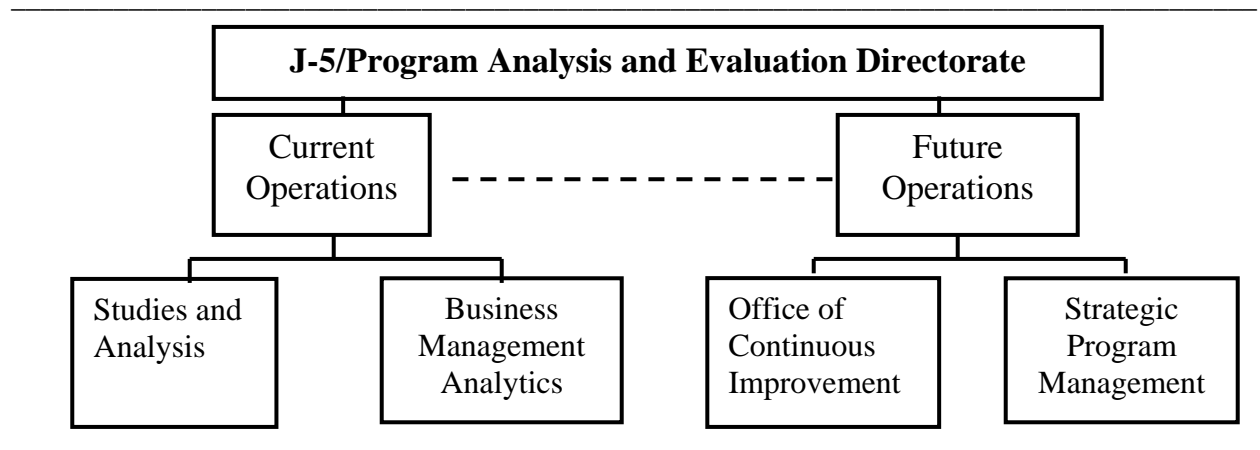 J-5/Program Analysis and Evaluation Directorate
Current
Operations
Future
Operations
Studies and
Analysis
Business
Management
Analytics
Office of
Continuous
Improvement
Strategic
Program
Management